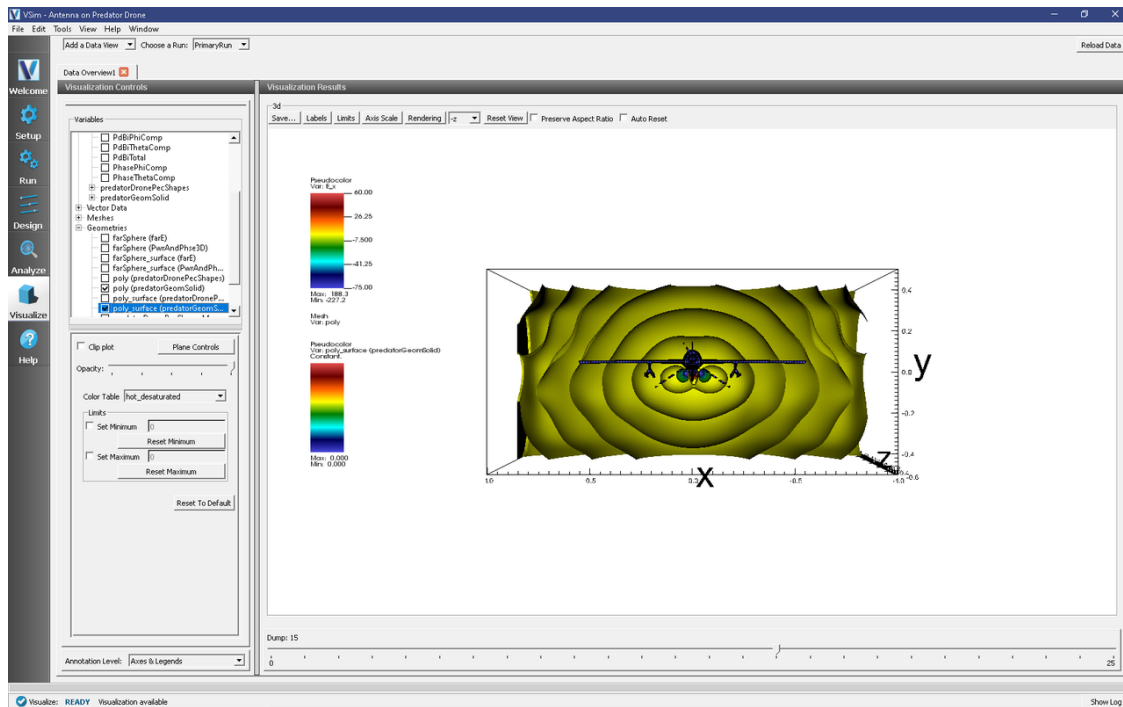 VSim - Antenna on Predator Drone
File Edit Tools View Help Window
Add a Data View Choose a Run: PrimaryRun
Reload Data
Welcome
Setup
Run
Design
Analyze
Visualize
Help
Data Overview1
Visualization Controls
Variables
PdBiPhiComp
PdBiThetaComp
PdBiTotal
PhasePhiComp
PhaseThetaComp
predatorDronePecShapes
predatorGeomSolid
Vector Data
Meshes
Geometries
farSphere (farE)
farSphere (PwrAndPhse3D)
farSphere_surface (farE)
farSphere_surface (PwrAndPh...
poly (predatorDronePecShapes)
poly (predatorGeomSolid)
poly_surface (predatorDroneP...
poly_surface (predatorGeomS...
Clip plot Plane Controls
Opacity:
Color Table hot_desaturated
Limits
Set Minimum 0
Reset Minimum
Set Maximum 0
Reset Maximum
Reset To Default
Annotation Level: Axes & Legends
Visualization Results
3d
Save... Labels Limits Axis Scale Rendering -z Reset View Preserve Aspect Ratio Auto Reset
Pseudocolor
Var: E_x
60.00
26.25
-7.500
-41.25
-75.00
Max: 188.3
Min: -227.2
Mesh
Var: poly
Pseudocolor
Var: poly_surface (predatorGeomSolid)
Constant.
Max: 0.000
Min: 0.000
0.4
0.2
0.0
-0.2
-0.4
-0.6
y
z
1.0 0.5 0.0 -0.5 -1.0
x
Dump: 15
0 25
Visualize: READY Visualization available
Show Log